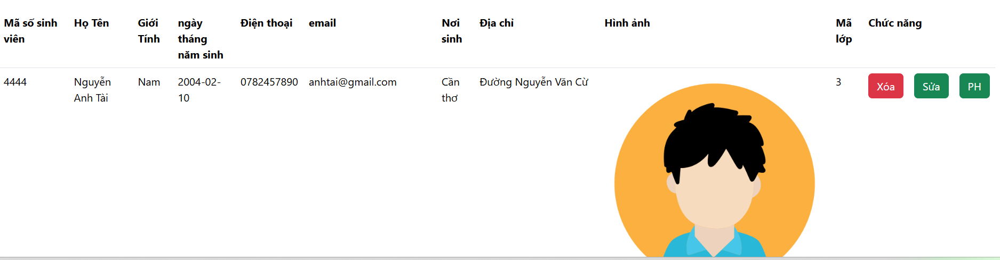 Mã số sinh viên
Họ Tên
Giới Tính
ngày tháng năm sinh
Điện thoại
email
Nơi sinh
Địa chỉ
Hình ảnh
Mã lớp
Chức năng
4444
Nguyễn Anh Tài
Nam
2004-02-10
0782457890
anhtai@gmail.com
Cần thơ
Đường Nguyễn Văn Cừ
3
Xóa
Sửa
PH